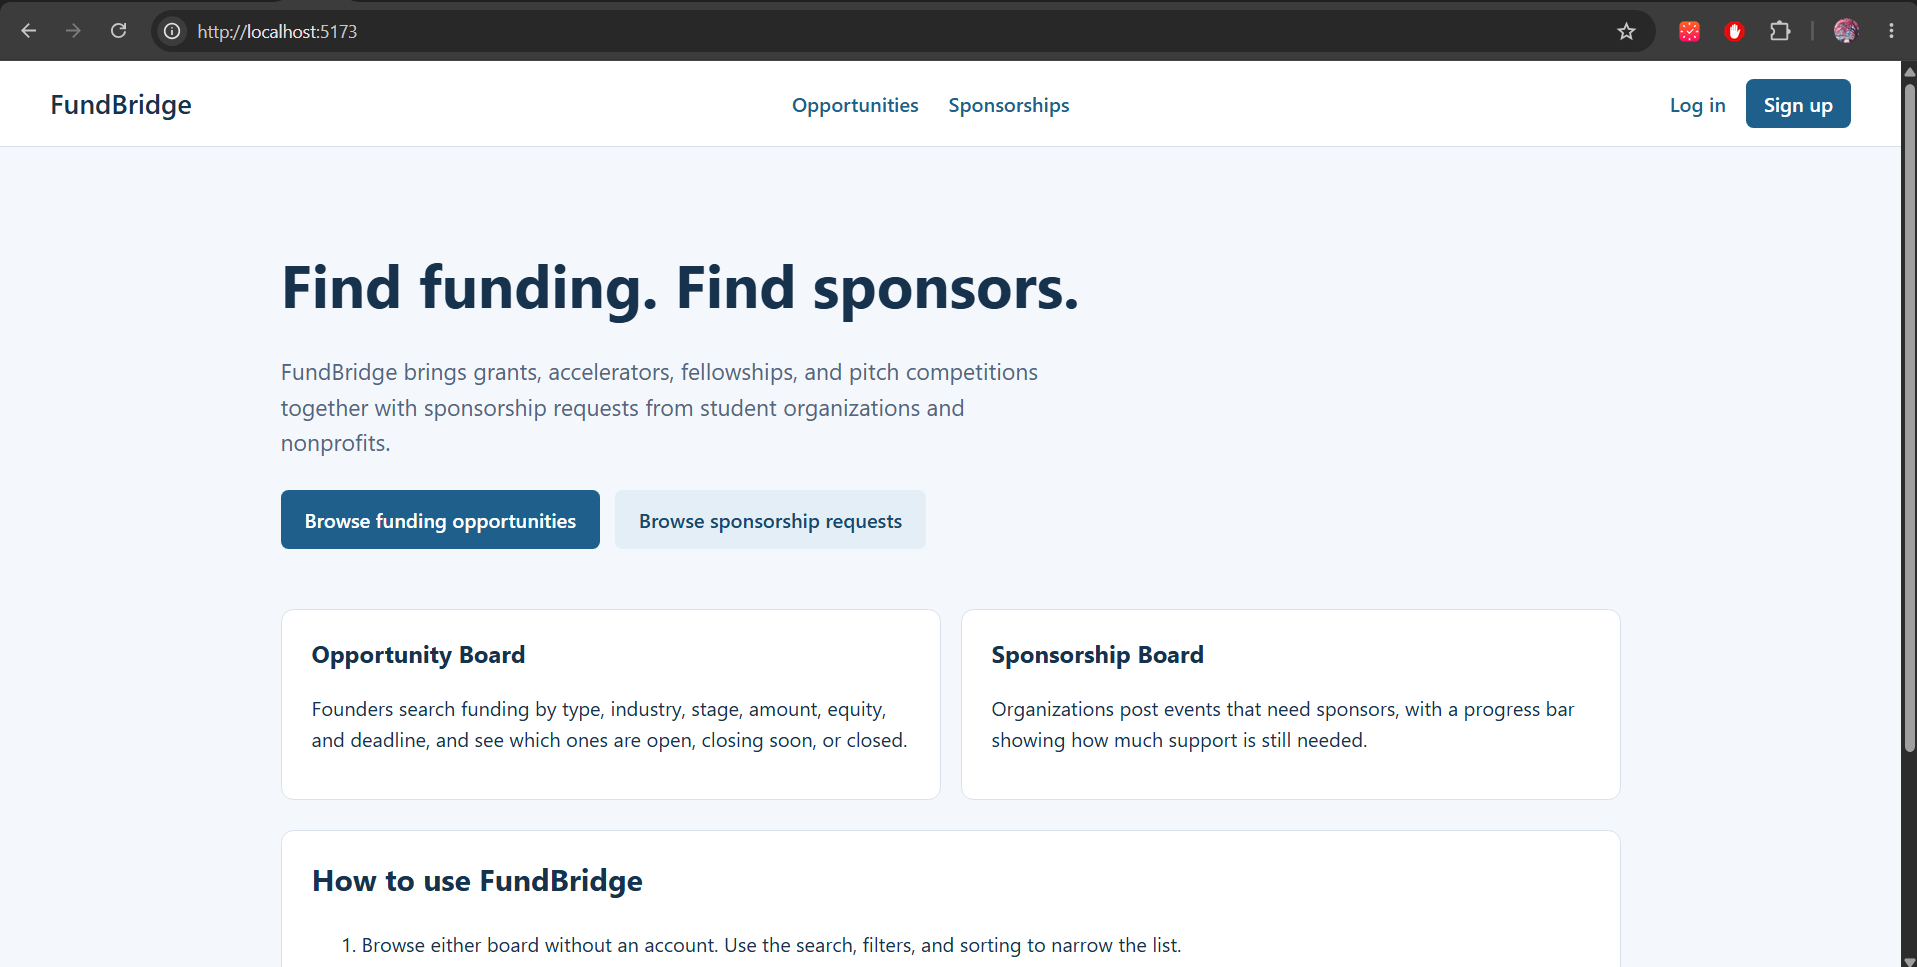 http://localhost:5173
FundBridge
Opportunities
Sponsorships
Log in
Sign up
Find funding. Find sponsors.
FundBridge brings grants, accelerators, fellowships, and pitch competitions
together with sponsorship requests from student organizations and
nonprofits.
Browse funding opportunities
Browse sponsorship requests
Opportunity Board
Founders search funding by type, industry, stage, amount, equity,
and deadline, and see which ones are open, closing soon, or closed.
Sponsorship Board
Organizations post events that need sponsors, with a progress bar
showing how much support is still needed.
How to use FundBridge
1. Browse either board without an account. Use the search, filters, and sorting to narrow the list.